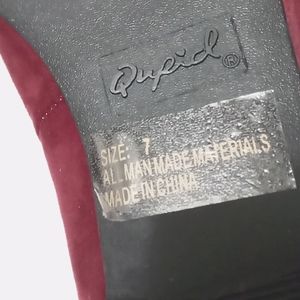 Qupid®
SIZE: 7
ALL MAN MADE MATERIALS
MADE IN CHINA